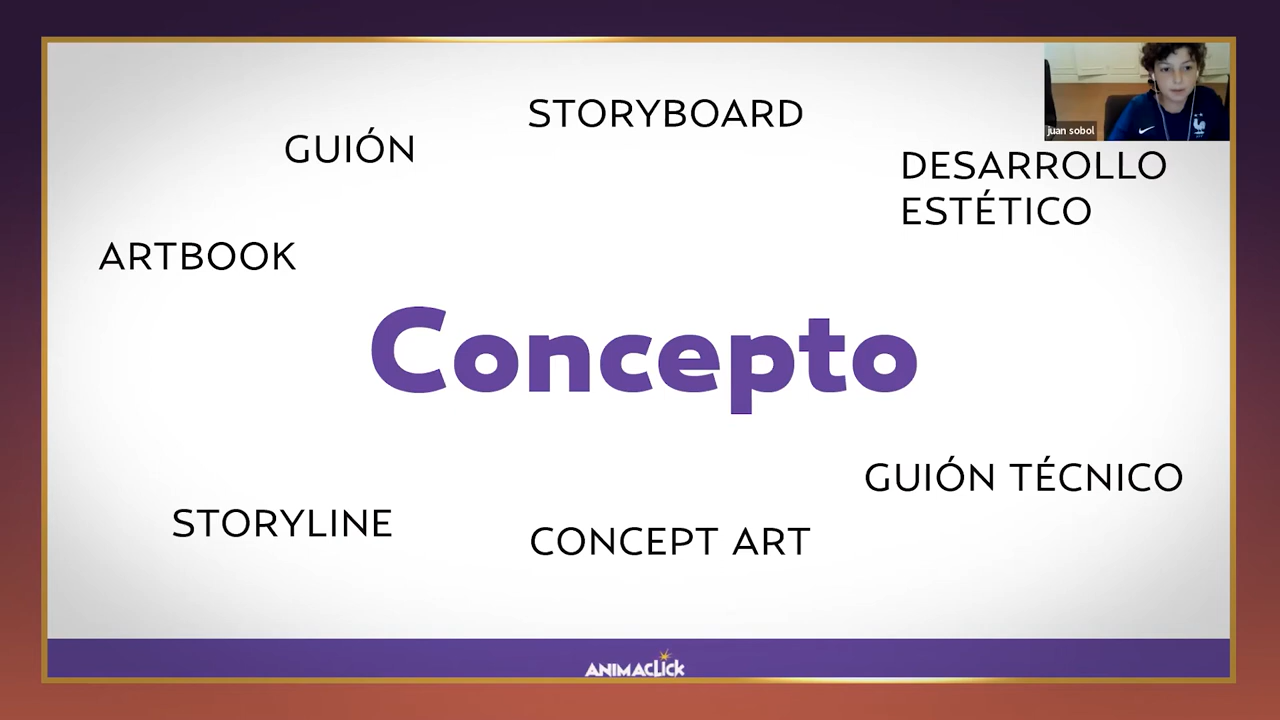 STORYBOARD
GUIÓN
juan sobol
DESARROLLO
ESTÉTICO
ARTBOOK
Concepto
GUIÓN TÉCNICO
STORYLINE
CONCEPT ART
ANIMACLICK